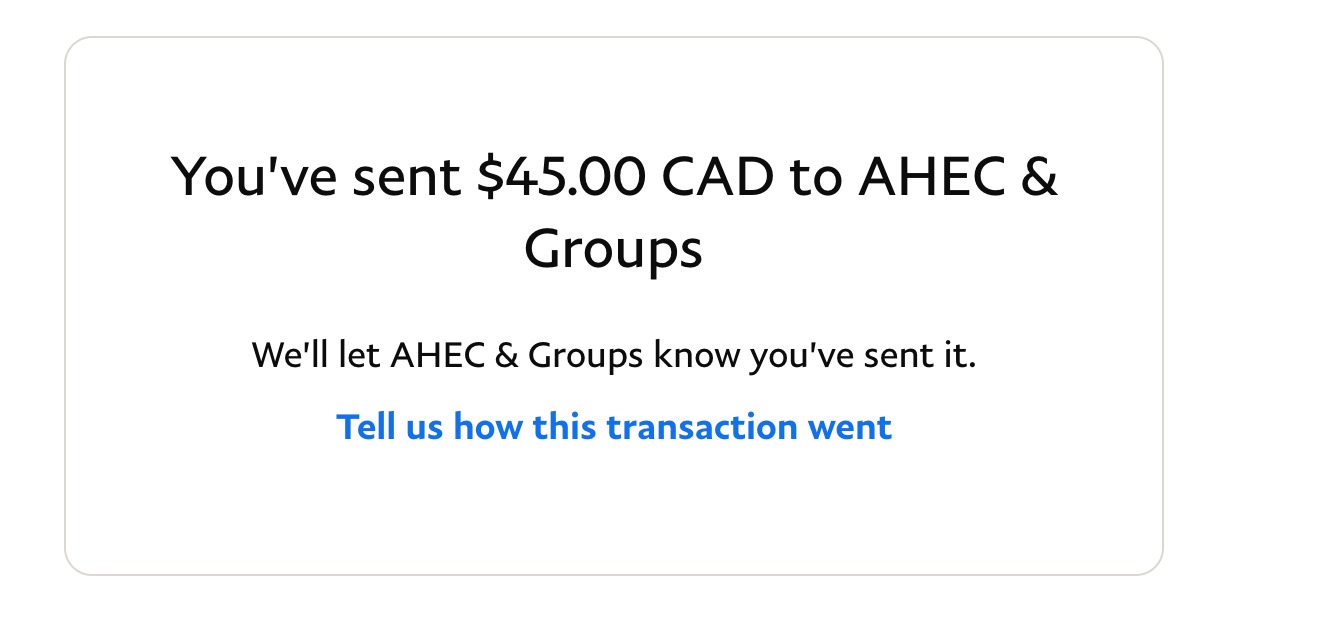 You've sent $45.00 CAD to AHEC &
Groups
We'll let AHEC & Groups know you've sent it.
Tell us how this transaction went